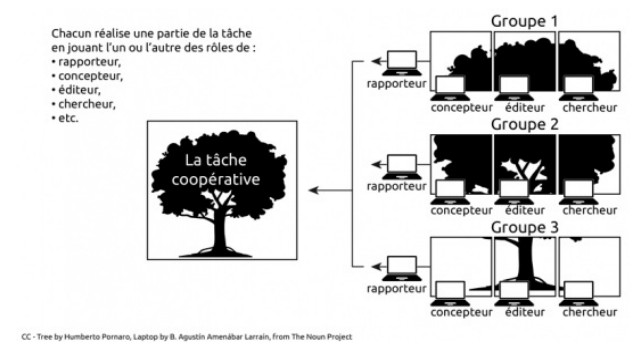 Chacun réalise une partie de la tâche
en jouant l'un ou l'autre des rôles de :
• rapporteur,
• concepteur,
• éditeur,
• chercheur,
• etc.
La tâche
coopérative
Groupe 1
rapporteur
concepteur éditeur chercheur
Groupe 2
rapporteur
concepteur éditeur chercheur
Groupe 3
rapporteur
concepteur éditeur chercheur
CC - Tree by Humberto Pornaro, Laptop by B. Agustín Amenábar Larraín, from The Noun Project